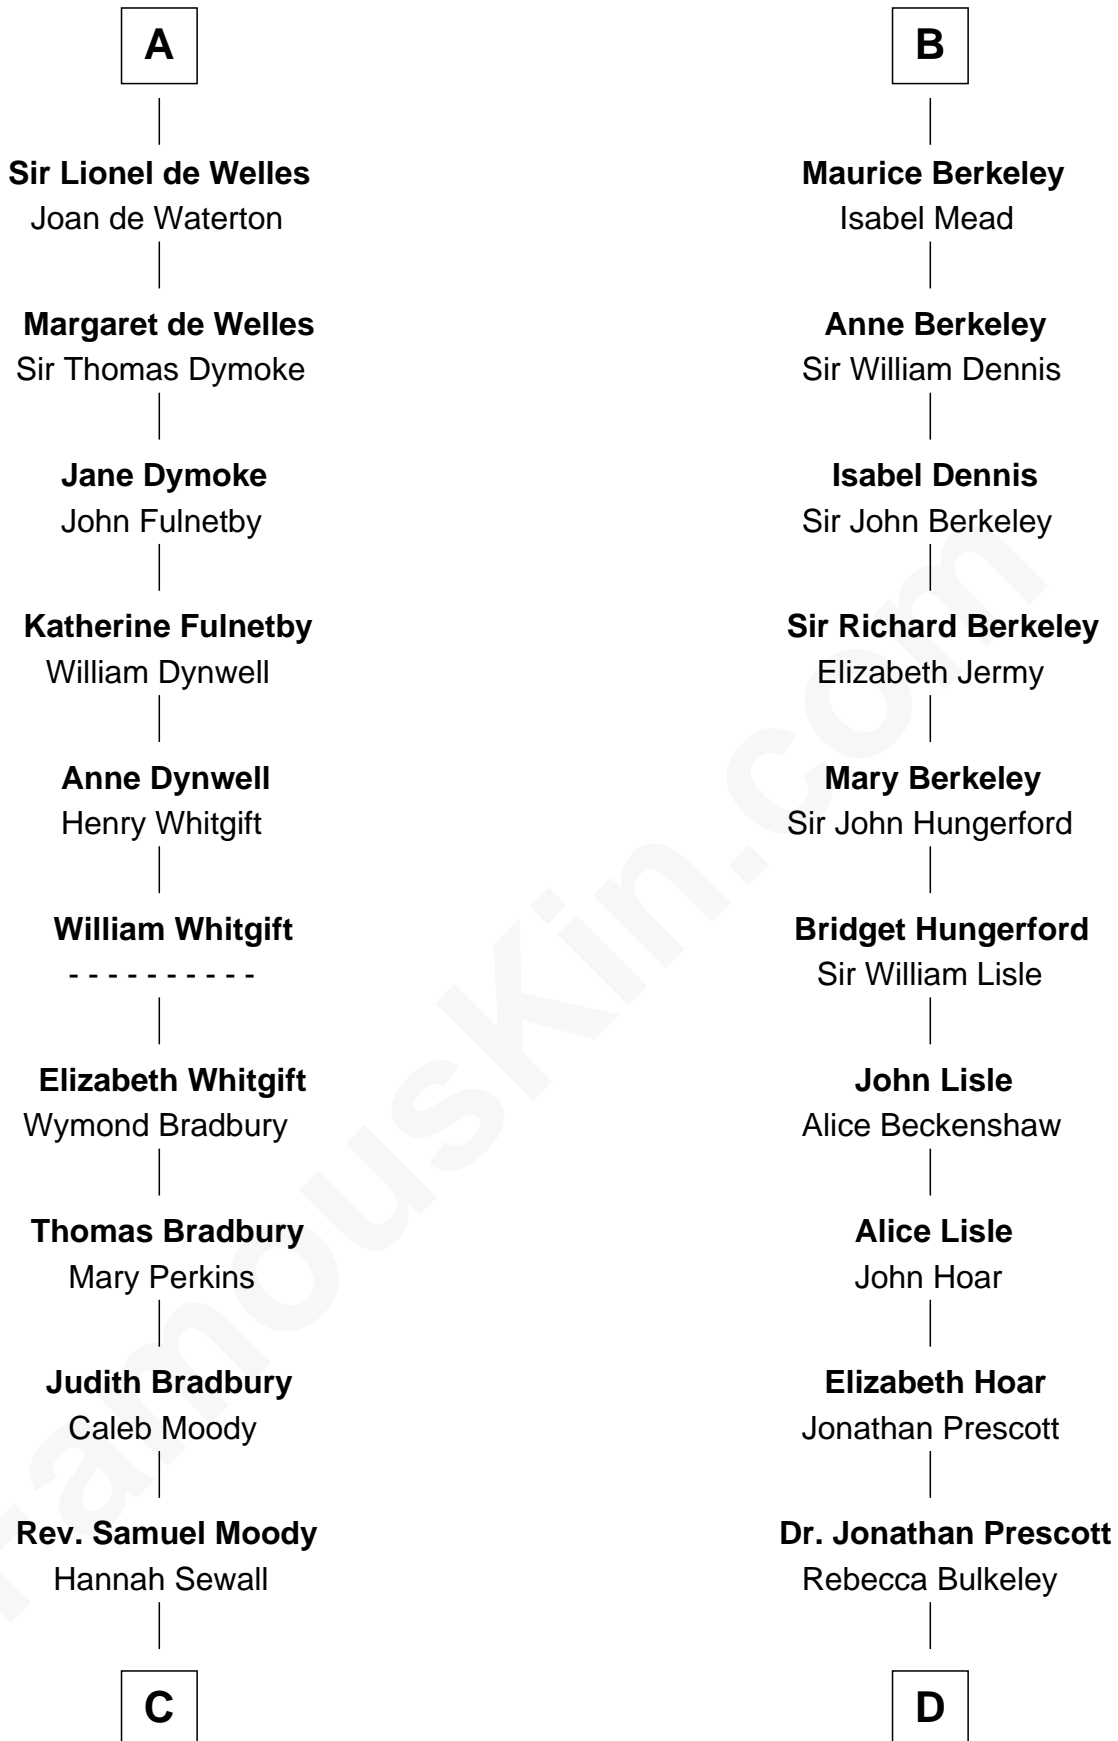 A
Sir Lionel de Welles
Joan de Waterton
Margaret de Welles
Sir Thomas Dymoke
Jane Dymoke
John Fulnetby
Katherine Fulnetby
William Dynwell
Anne Dynwell
Henry Whitgift
William Whitgift
- - - - - - - - - -
Elizabeth Whitgift
Wymond Bradbury
Thomas Bradbury
Mary Perkins
Judith Bradbury
Caleb Moody
Rev. Samuel Moody
Hannah Sewall
C
B
Maurice Berkeley
Isabel Mead
Anne Berkeley
Sir William Dennis
Isabel Dennis
Sir John Berkeley
Sir Richard Berkeley
Elizabeth Jermy
Mary Berkeley
Sir John Hungerford
Bridget Hungerford
Sir William Lisle
John Lisle
Alice Beckenshaw
Alice Lisle
John Hoar
Elizabeth Hoar
Jonathan Prescott
Dr. Jonathan Prescott
Rebecca Bulkeley
D
FamousKin.com